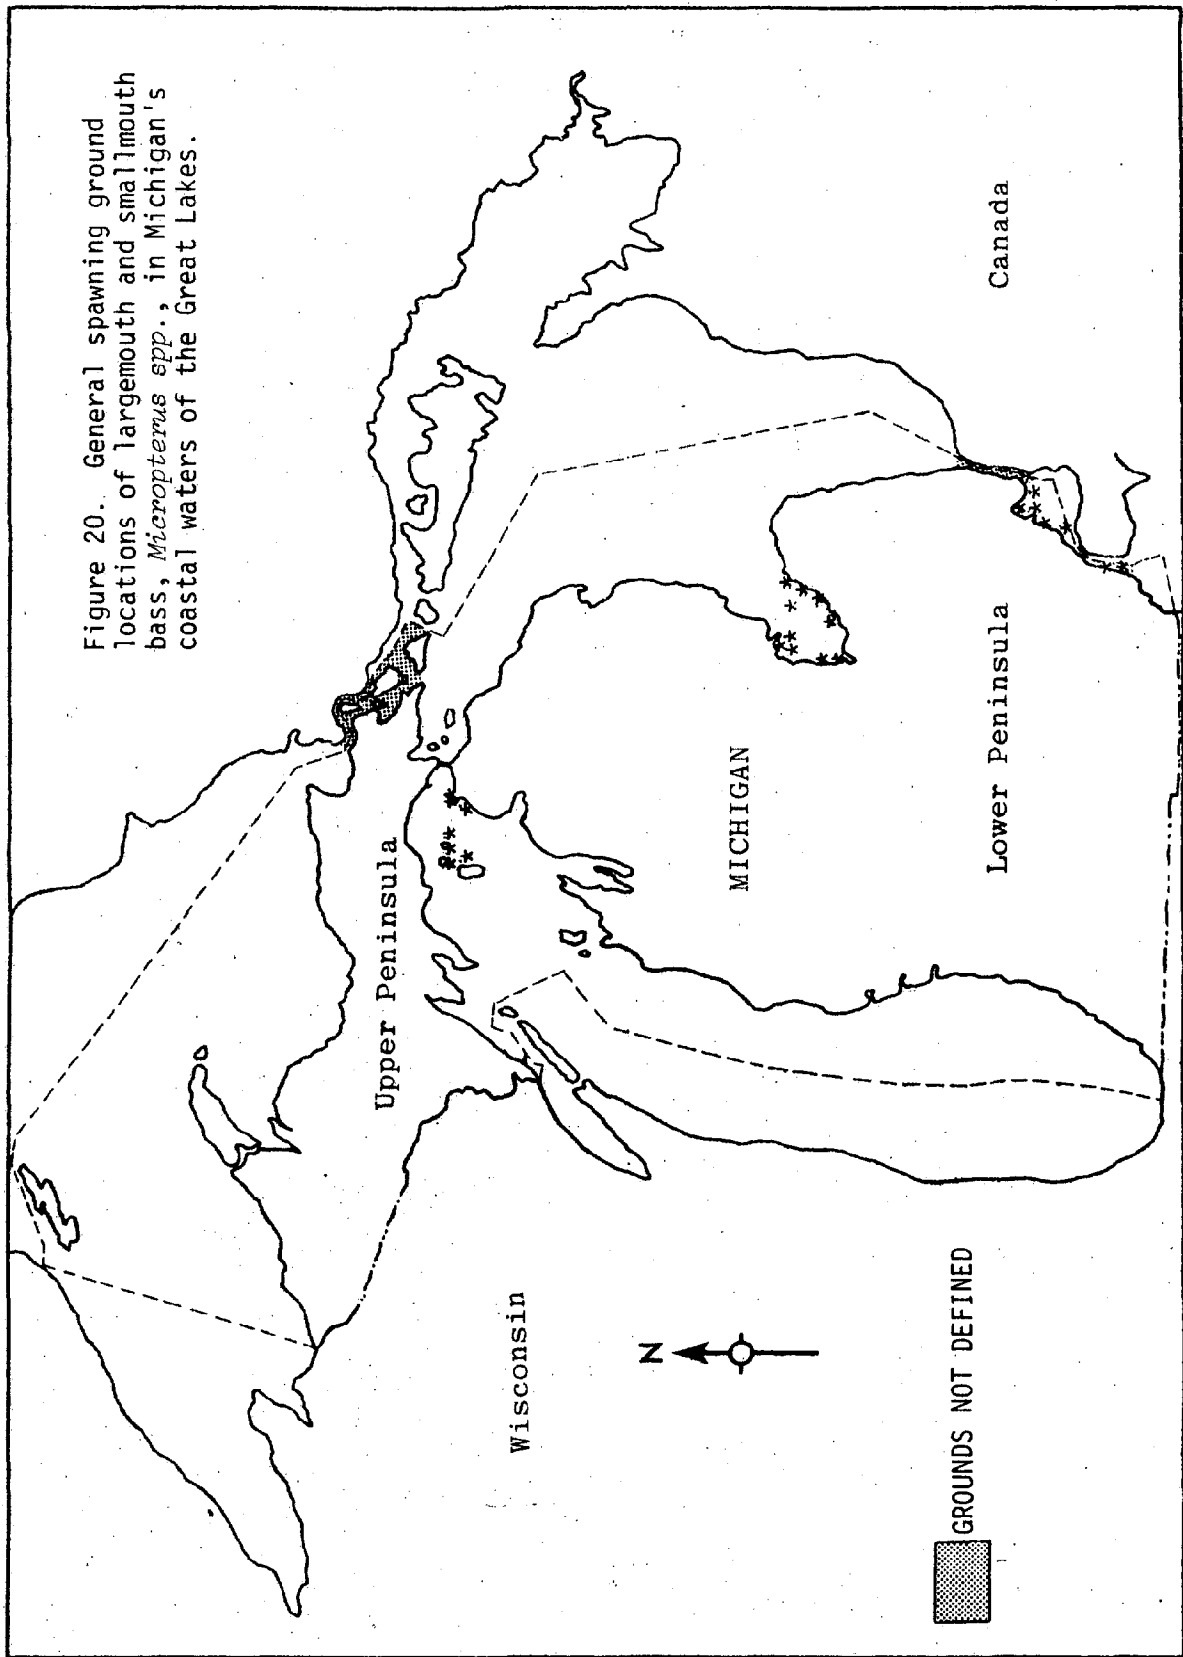 Figure 20. General spawning ground
locations of largemouth and smallmouth
bass, Micropterus spp., in Michigan's
coastal waters of the Great Lakes.
Upper Peninsula
Wisconsin
N
MICHIGAN
Canada
Lower Peninsula
GROUNDS NOT DEFINED